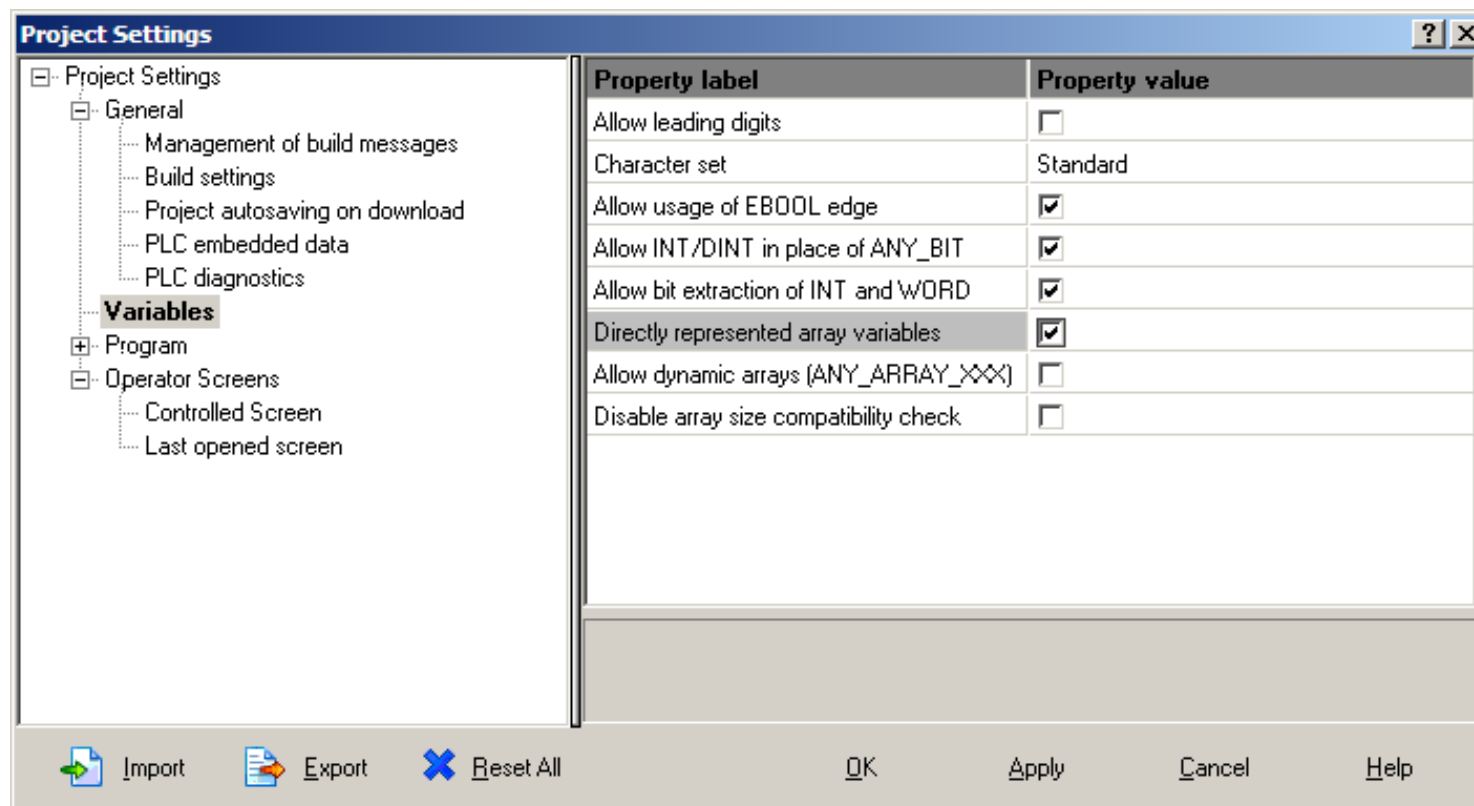 Project Settings
Project Settings
General
Management of build messages
Build settings
Project autosaving on download
PLC embedded data
PLC diagnostics
Variables
Program
Operator Screens
Controlled Screen
Last opened screen
Property label Property value
Allow leading digits
Character set Standard
Allow usage of EBOOL edge
Allow INT/DINT in place of ANY_BIT
Allow bit extraction of INT and WORD
Directly represented array variables
Allow dynamic arrays (ANY_ARRAY_XXX)
Disable array size compatibility check
Import Export Reset All OK Apply Cancel Help